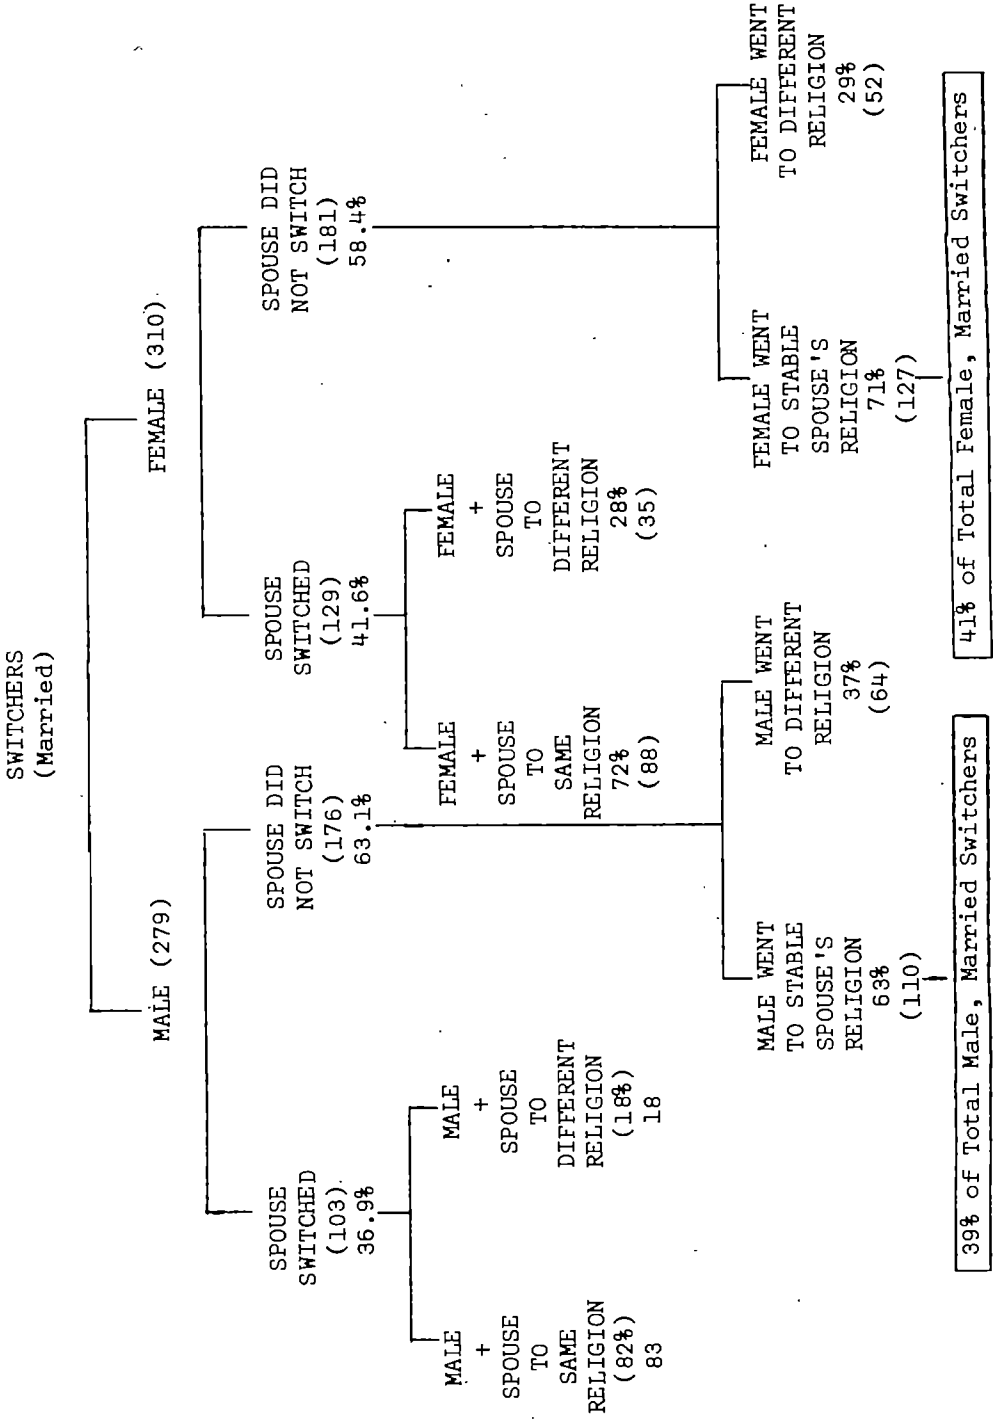 SWITCHERS
(Married)
MALE (279)
FEMALE (310)
SPOUSE
SWITCHED
(103)
36.9%
SPOUSE DID
NOT SWITCH
(176)
63.1%
SPOUSE
SWITCHED
(129)
41.6%
SPOUSE DID
NOT SWITCH
(181)
58.4%
MALE
+
SPOUSE
TO
SAME
RELIGION
(82%)
83
MALE
+
SPOUSE
TO
DIFFERENT
RELIGION
(18%)
18
FEMALE
+
SPOUSE
TO
SAME
RELIGION
72%
(88)
FEMALE
+
SPOUSE
TO
DIFFERENT
RELIGION
28%
(35)
MALE WENT
TO STABLE
SPOUSE'S
RELIGION
63%
(110)
MALE WENT
TO DIFFERENT
RELIGION
37%
(64)
FEMALE WENT
TO STABLE
SPOUSE'S
RELIGION
71%
(127)
FEMALE WENT
TO DIFFERENT
RELIGION
29%
(52)
39% of Total Male, Married Switchers
41% of Total Female, Married Switchers